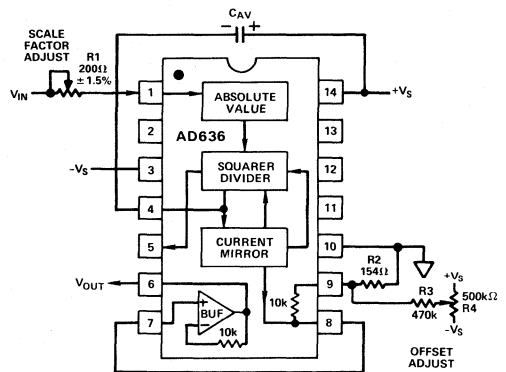 C_AV
− +
SCALE
FACTOR
ADJUST
R1
200Ω
±1.5%
V_IN
1
ABSOLUTE
VALUE
14
+V_S
2
AD636
13
−V_S
3
SQUARER
DIVIDER
12
4
11
5
CURRENT
MIRROR
10
R2
154Ω
V_OUT
6
10k
9
+V_S
R3
470k
500kΩ
R4
−V_S
7
+
BUF
−
10k
8
OFFSET
ADJUST